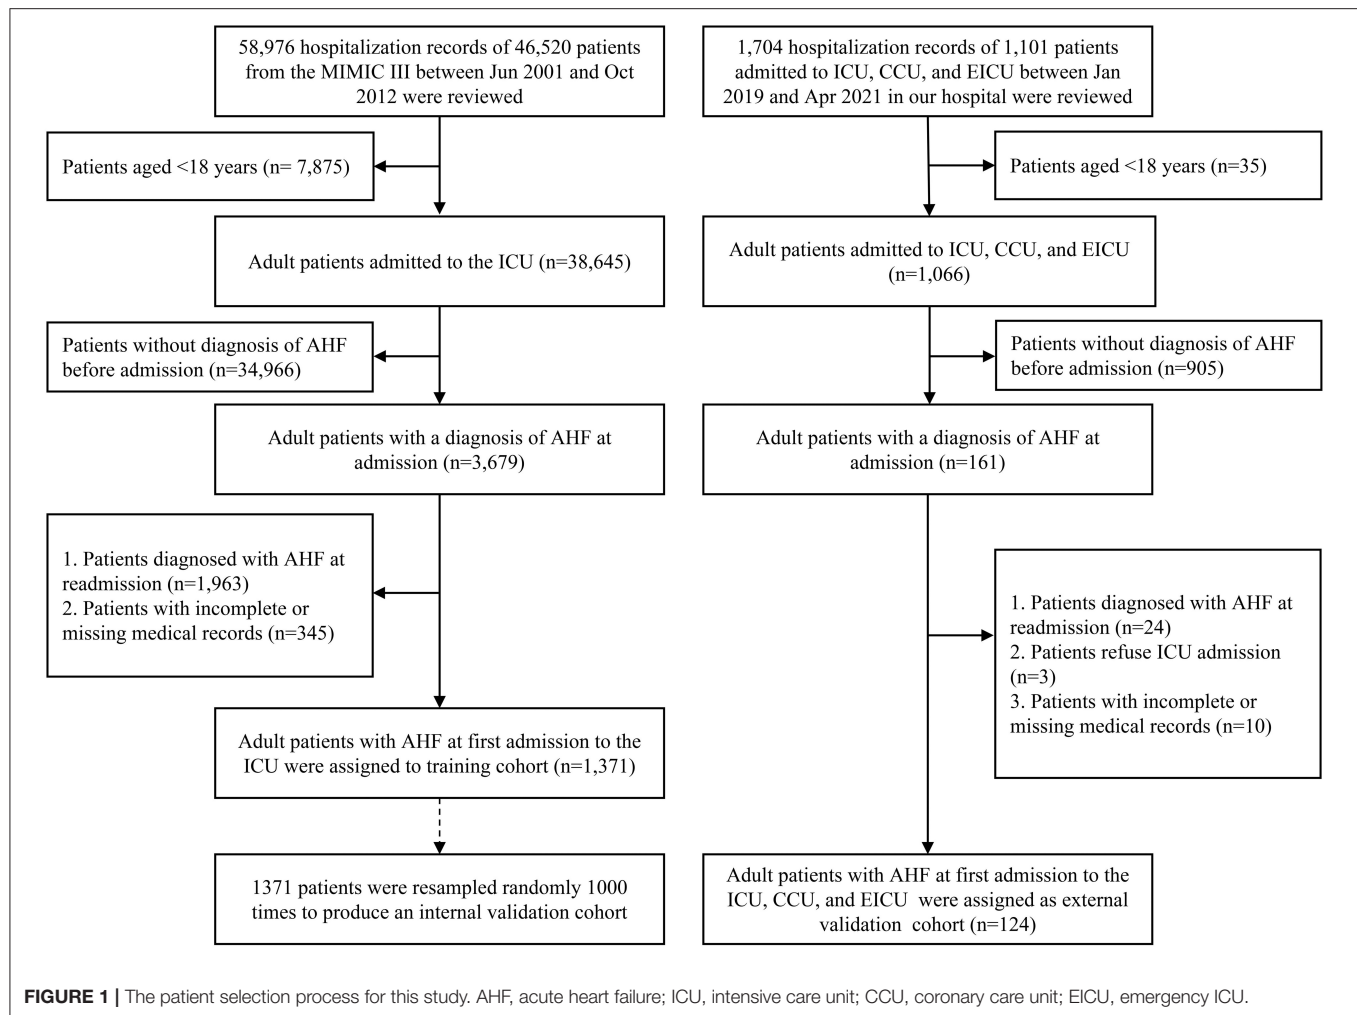 58,976 hospitalization records of 46,520 patients
from the MIMIC III between Jun 2001 and Oct
2012 were reviewed
Patients aged <18 years (n= 7,875)
Adult patients admitted to the ICU (n=38,645)
Patients without diagnosis of AHF
before admission (n=34,966)
Adult patients with a diagnosis of AHF at
admission (n=3,679)
1. Patients diagnosed with AHF at
readmission (n=1,963)
2. Patients with incomplete or
missing medical records (n=345)
Adult patients with AHF at first admission to the
ICU were assigned to training cohort (n=1,371)
1371 patients were resampled randomly 1000
times to produce an internal validation cohort
1,704 hospitalization records of 1,101 patients
admitted to ICU, CCU, and EICU between Jan
2019 and Apr 2021 in our hospital were reviewed
Patients aged <18 years (n=35)
Adult patients admitted to ICU, CCU, and EICU
(n=1,066)
Patients without diagnosis of AHF
before admission (n=905)
Adult patients with a diagnosis of AHF at
admission (n=161)
1. Patients diagnosed with AHF at
readmission (n=24)
2. Patients refuse ICU admission
(n=3)
3. Patients with incomplete or
missing medical records (n=10)
Adult patients with AHF at first admission to the
ICU, CCU, and EICU were assigned as external
validation cohort (n=124)
FIGURE 1 | The patient selection process for this study. AHF, acute heart failure; ICU, intensive care unit; CCU, coronary care unit; EICU, emergency ICU.